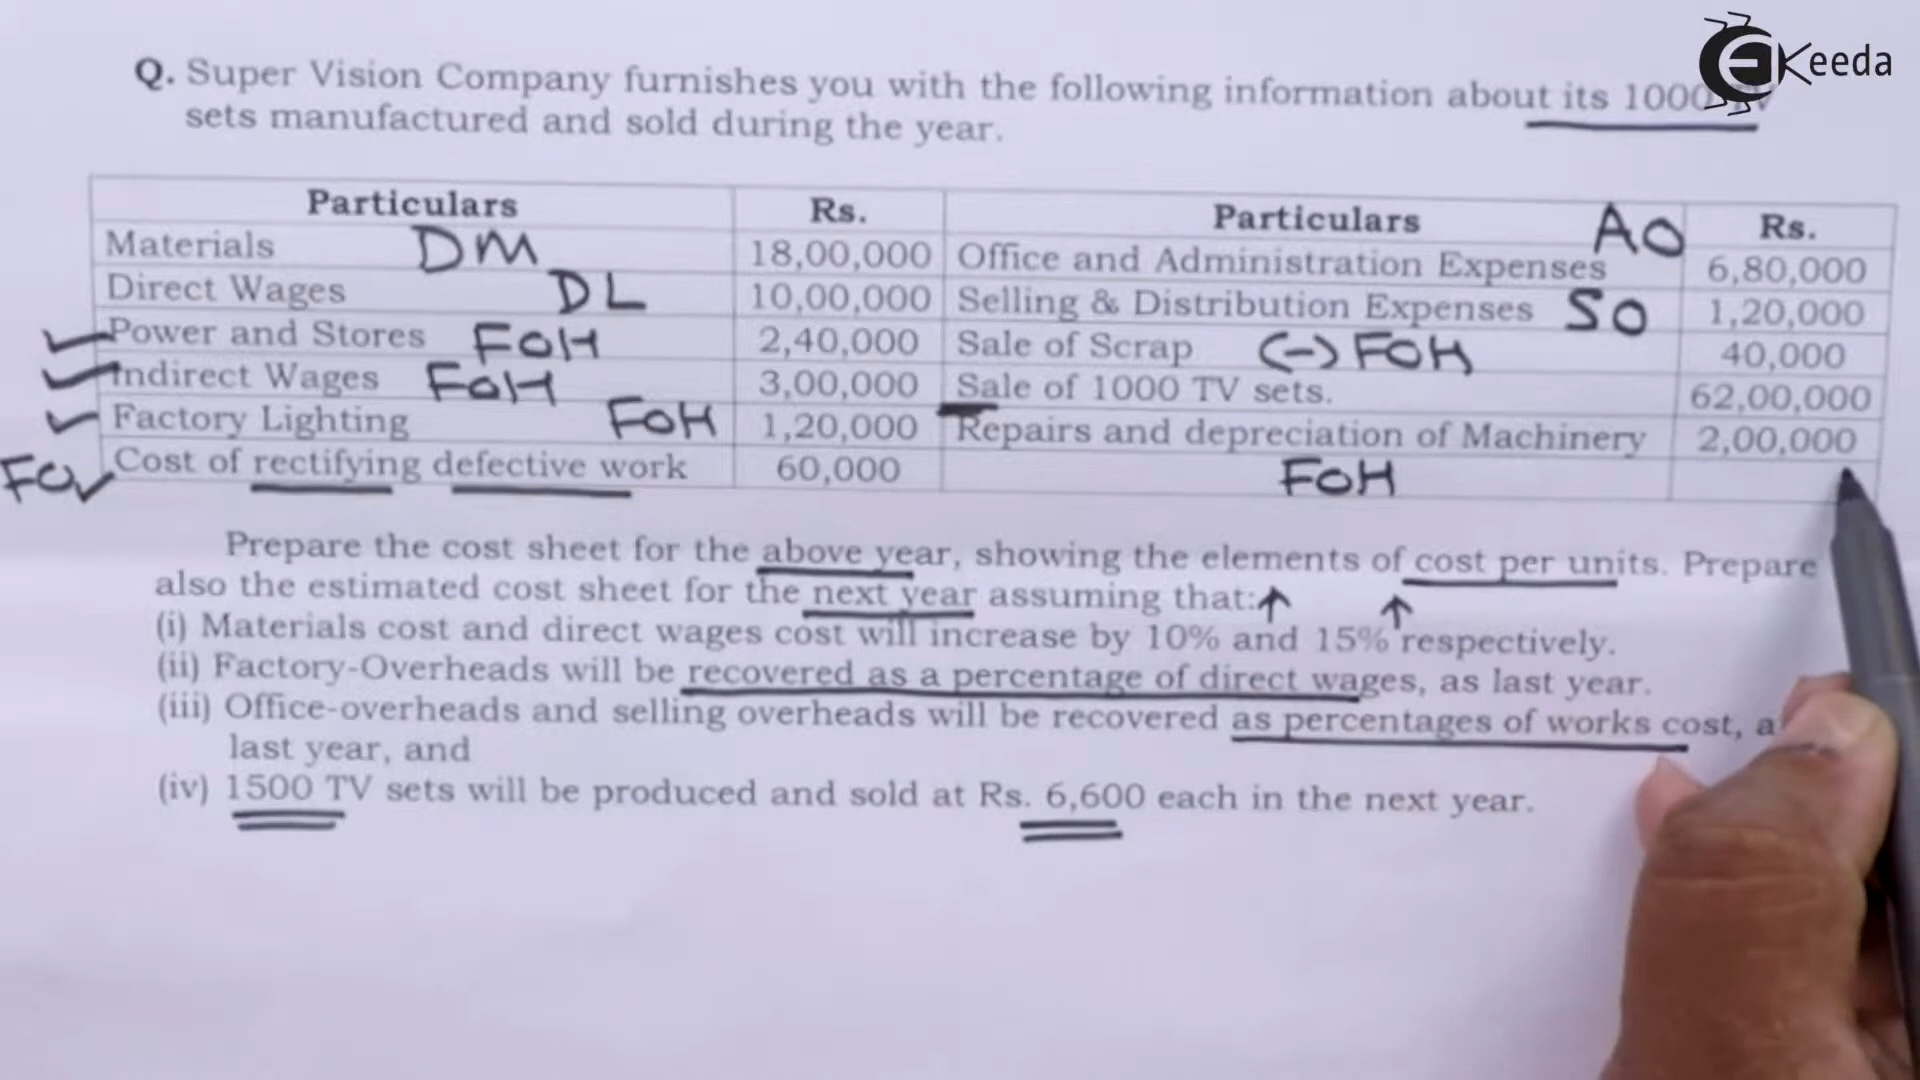 Keeda
Q. Super Vision Company furnishes you with the following information about its 1000
sets manufactured and sold during the year.
Particulars Rs. Particulars Rs.
Materials DM 18,00,000 Office and Administration Expenses AO 6,80,000
Direct Wages DL 10,00,000 Selling & Distribution Expenses SO 1,20,000
Power and Stores FOH 2,40,000 Sale of Scrap (-) FOH 40,000
Indirect Wages FOH 3,00,000 Sale of 1000 TV sets. 62,00,000
Factory Lighting FOH 1,20,000 Repairs and depreciation of Machinery 2,00,000
FO Cost of rectifying defective work 60,000 FOH
Prepare the cost sheet for the above year, showing the elements of cost per units. Prepare
also the estimated cost sheet for the next year assuming that:
(i) Materials cost and direct wages cost will increase by 10% and 15% respectively.
(ii) Factory-Overheads will be recovered as a percentage of direct wages, as last year.
(iii) Office-overheads and selling overheads will be recovered as percentages of works cost, a
last year, and
(iv) 1500 TV sets will be produced and sold at Rs. 6,600 each in the next year.